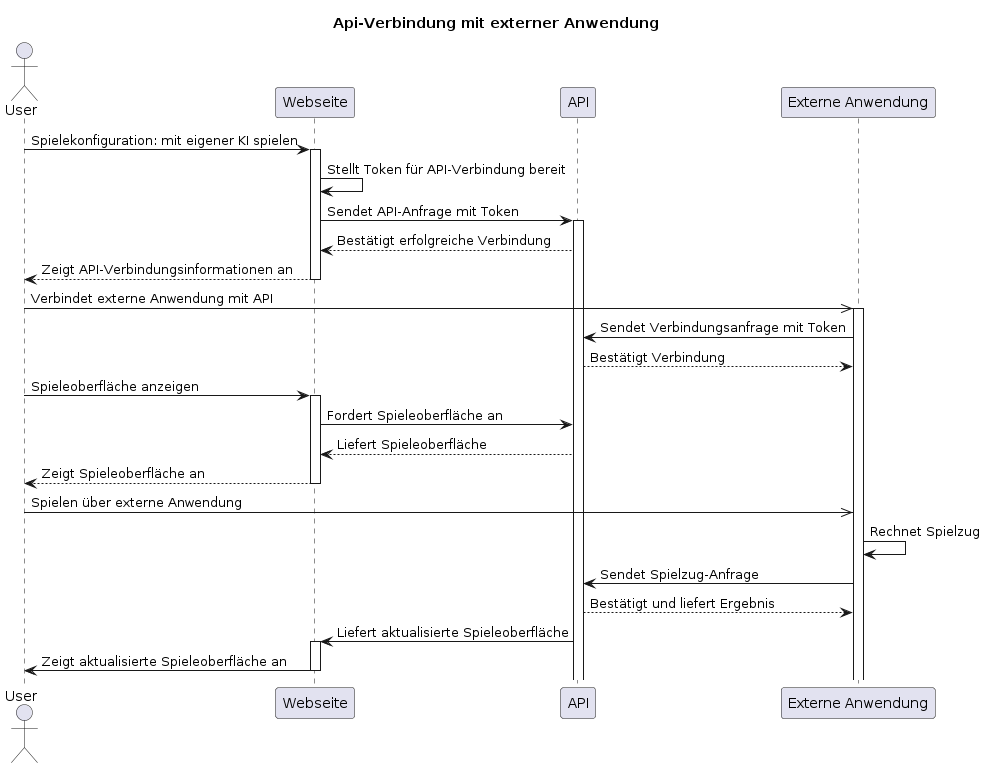 Api-Verbindung mit externer Anwendung
User
Webseite
API
Externe Anwendung
Spielekonfiguration: mit eigener KI spielen
Stellt Token für API-Verbindung bereit
Sendet API-Anfrage mit Token
Bestätigt erfolgreiche Verbindung
Zeigt API-Verbindungsinformationen an
Verbindet externe Anwendung mit API
Sendet Verbindungsanfrage mit Token
Bestätigt Verbindung
Spieleoberfläche anzeigen
Fordert Spieleoberfläche an
Liefert Spieleoberfläche
Zeigt Spieleoberfläche an
Spielen über externe Anwendung
Rechnet Spielzug
Sendet Spielzug-Anfrage
Bestätigt und liefert Ergebnis
Liefert aktualisierte Spieleoberfläche
Zeigt aktualisierte Spieleoberfläche an
User
Webseite
API
Externe Anwendung